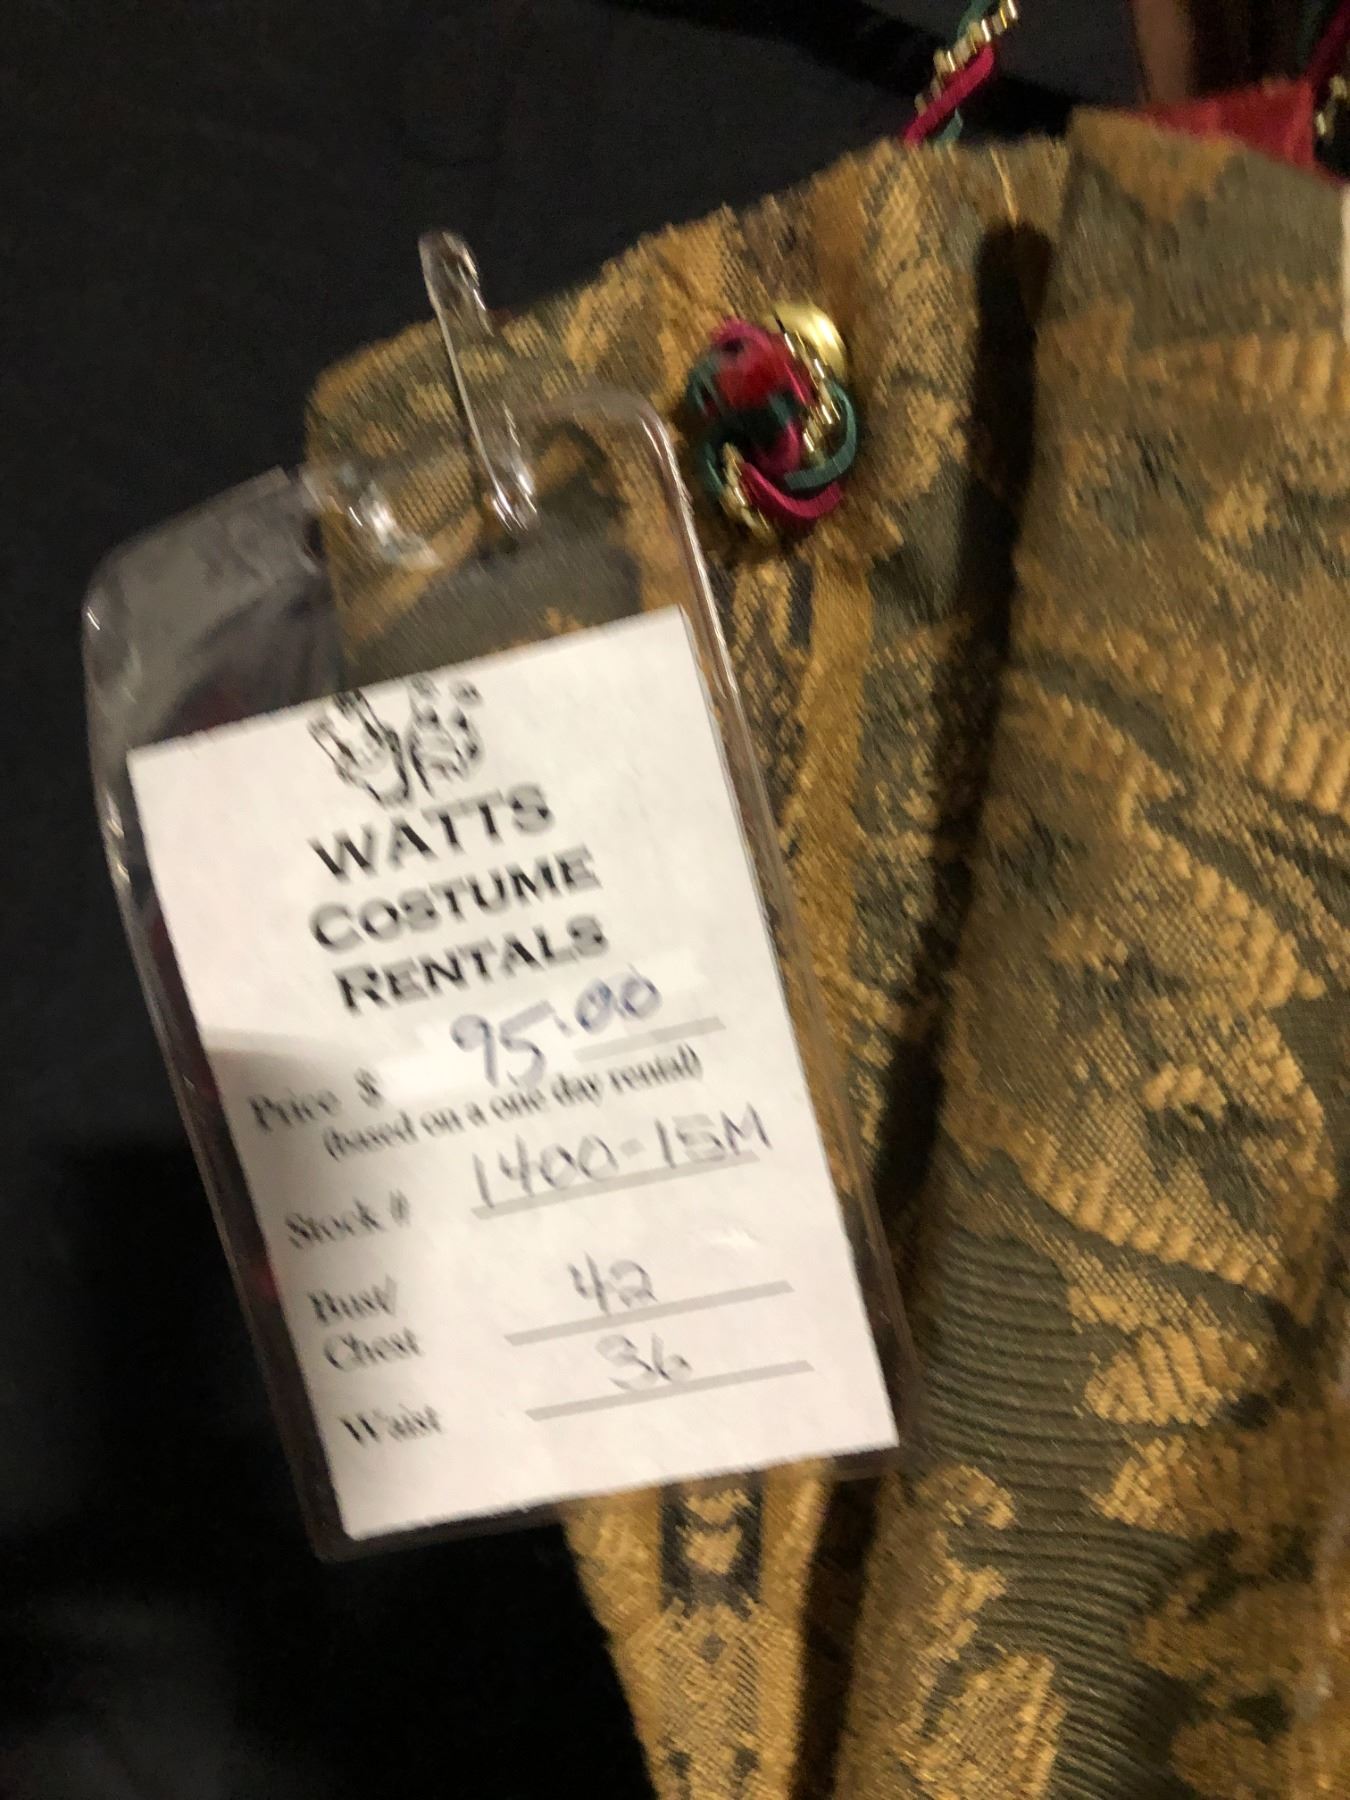 WATTS
COSTUME
RENTALS
Price $ 95.00
(based on a one day rental)
Stock # 1400-15M
Bust/
Chest 42
Waist 36